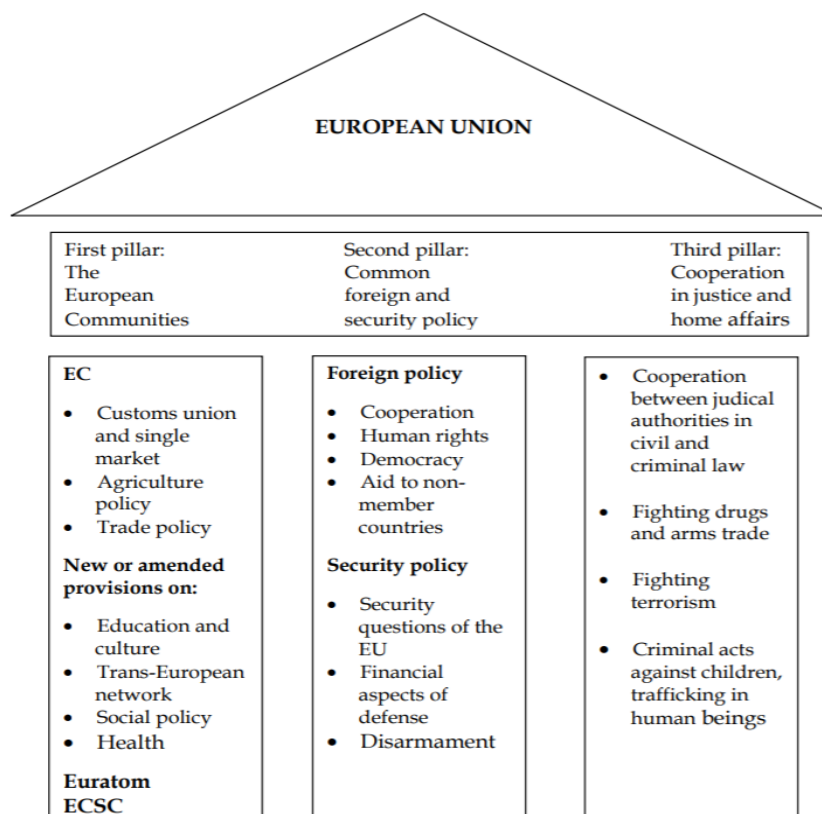 EUROPEAN UNION
First pillar:
The
European
Communities
Second pillar:
Common
foreign and
security policy
Third pillar:
Cooperation
in justice and
home affairs
EC
• Customs union
and single
market
• Agriculture
policy
• Trade policy
New or amended
provisions on:
• Education and
culture
• Trans-European
network
• Social policy
• Health
Euratom
ECSC
Foreign policy
• Cooperation
• Human rights
• Democracy
• Aid to non-
member
countries
Security policy
• Security
questions of the
EU
• Financial
aspects of
defense
• Disarmament
• Cooperation
between judical
authorities in
civil and
criminal law
• Fighting drugs
and arms trade
• Fighting
terrorism
• Criminal acts
against children,
trafficking in
human beings